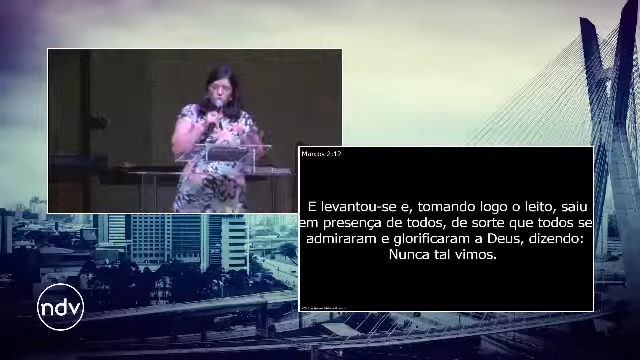 Marcos 2:12
E levantou-se e, tomando logo o leito, saiu
em presença de todos, de sorte que todos se
admiraram e glorificaram a Deus, dizendo:
Nunca tal vimos.
ndv